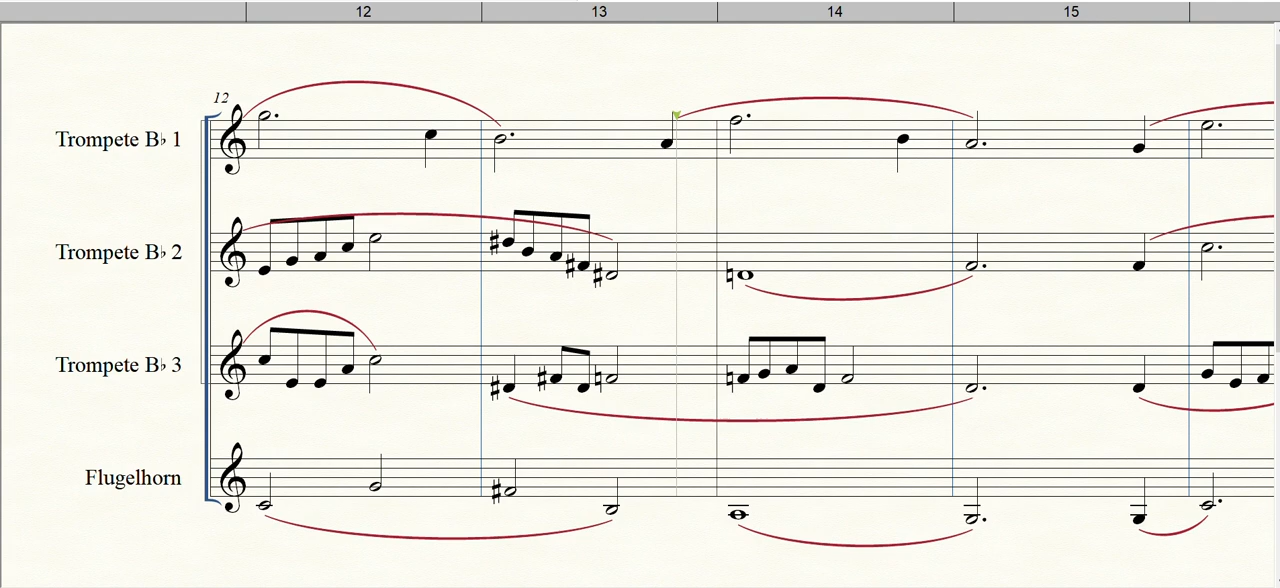 12 13 14 15
12
Trompete B♭ 1
Trompete B♭ 2
Trompete B♭ 3
Flugelhorn